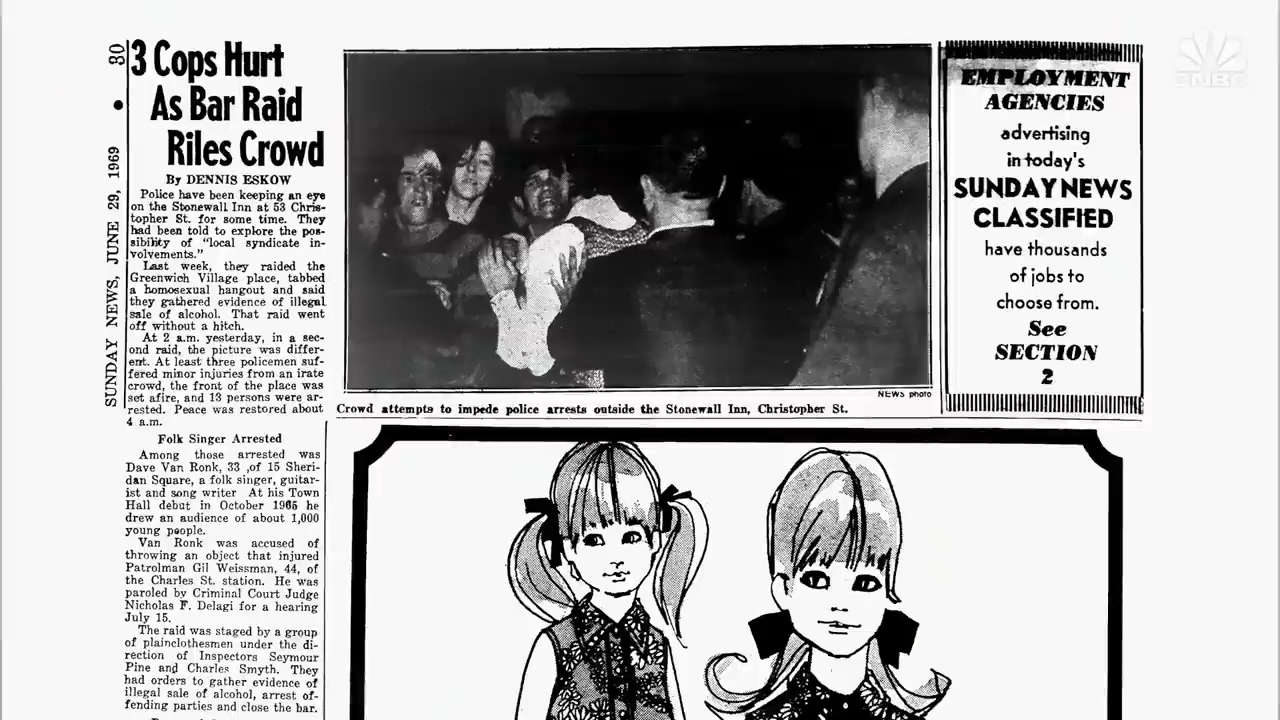 3 Cops Hurt
As Bar Raid
Riles Crowd
By DENNIS ESKOW
Police have been keeping an eye
on the Stonewall Inn at 53 Chris-
topher St. for some time. They
had been told to explore the pos-
sibility of "local syndicate in-
volvements."
Last week, they raided the
Greenwich Village place, tabbed
a homosexual hangout and said
they gathered evidence of illegal
sale of alcohol. That raid went
off without a hitch.
At 2 a.m. yesterday, in a sec-
ond raid, the picture was differ-
ent. At least three policemen suf-
fered minor injuries from an irate
crowd, the front of the place was
set afire, and 13 persons were ar-
rested. Peace was restored about
4 a.m.
Folk Singer Arrested
Among those arrested was
Dave Van Ronk, 33 ,of 15 Sheri-
dan Square, a folk singer, guitar-
ist and song writer At his Town
Hall debut in October 1965 he
drew an audience of about 1,000
young people.
Van Ronk was accused of
throwing an object that injured
Patrolman Gil Weissman, 44, of
the Charles St. station. He was
paroled by Criminal Court Judge
Nicholas F. Delagi for a hearing
July 15.
The raid was staged by a group
of plainclothesmen under the di-
rection of Inspectors Seymour
Pine and Charles Smyth. They
had orders to gather evidence of
illegal sale of alcohol, arrest of-
fending parties and close the bar.
SUNDAY NEWS, JUNE 29, 1969 • 30
NEWS photo
Crowd attempts to impede police arrests outside the Stonewall Inn, Christopher St.
EMPLOYMENT
AGENCIES
advertising
in today's
SUNDAY NEWS
CLASSIFIED
have thousands
of jobs to
choose from.
See
SECTION
2
CNBC